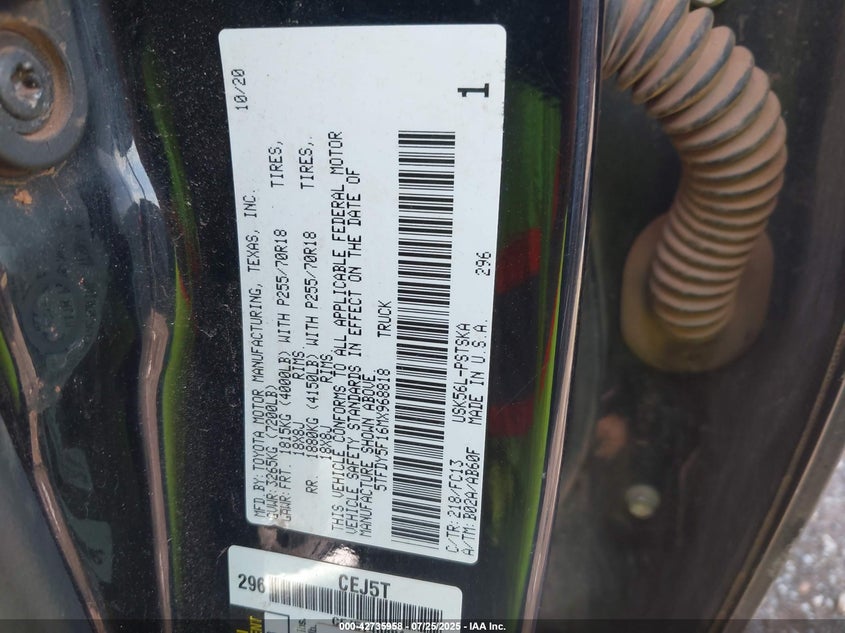 MFD.BY: TOYOTA MOTOR MANUFACTURING, TEXAS, INC. 10/20
GVWR: 3265KG (7200LB)
GAWR: FRT. 1815KG (4000LB) WITH P255/70R18 TIRES,
18X8J RIMS
RR. 1880KG (4150LB) WITH P255/70R18 TIRES,
18X8J RIMS
THIS VEHICLE CONFORMS TO ALL APPLICABLE FEDERAL MOTOR
VEHICLE SAFETY STANDARDS IN EFFECT ON THE DATE OF
MANUFACTURE SHOWN ABOVE.
5TFDY5F16MX968818 TRUCK
C/TR: 218/FC13 USK56L-PSTSKA 296 1
A/TM: B02A/AB60F MADE IN U.S.A.
296 CEJ5T
000-42735958 - 07/25/2025 - IAA Inc.